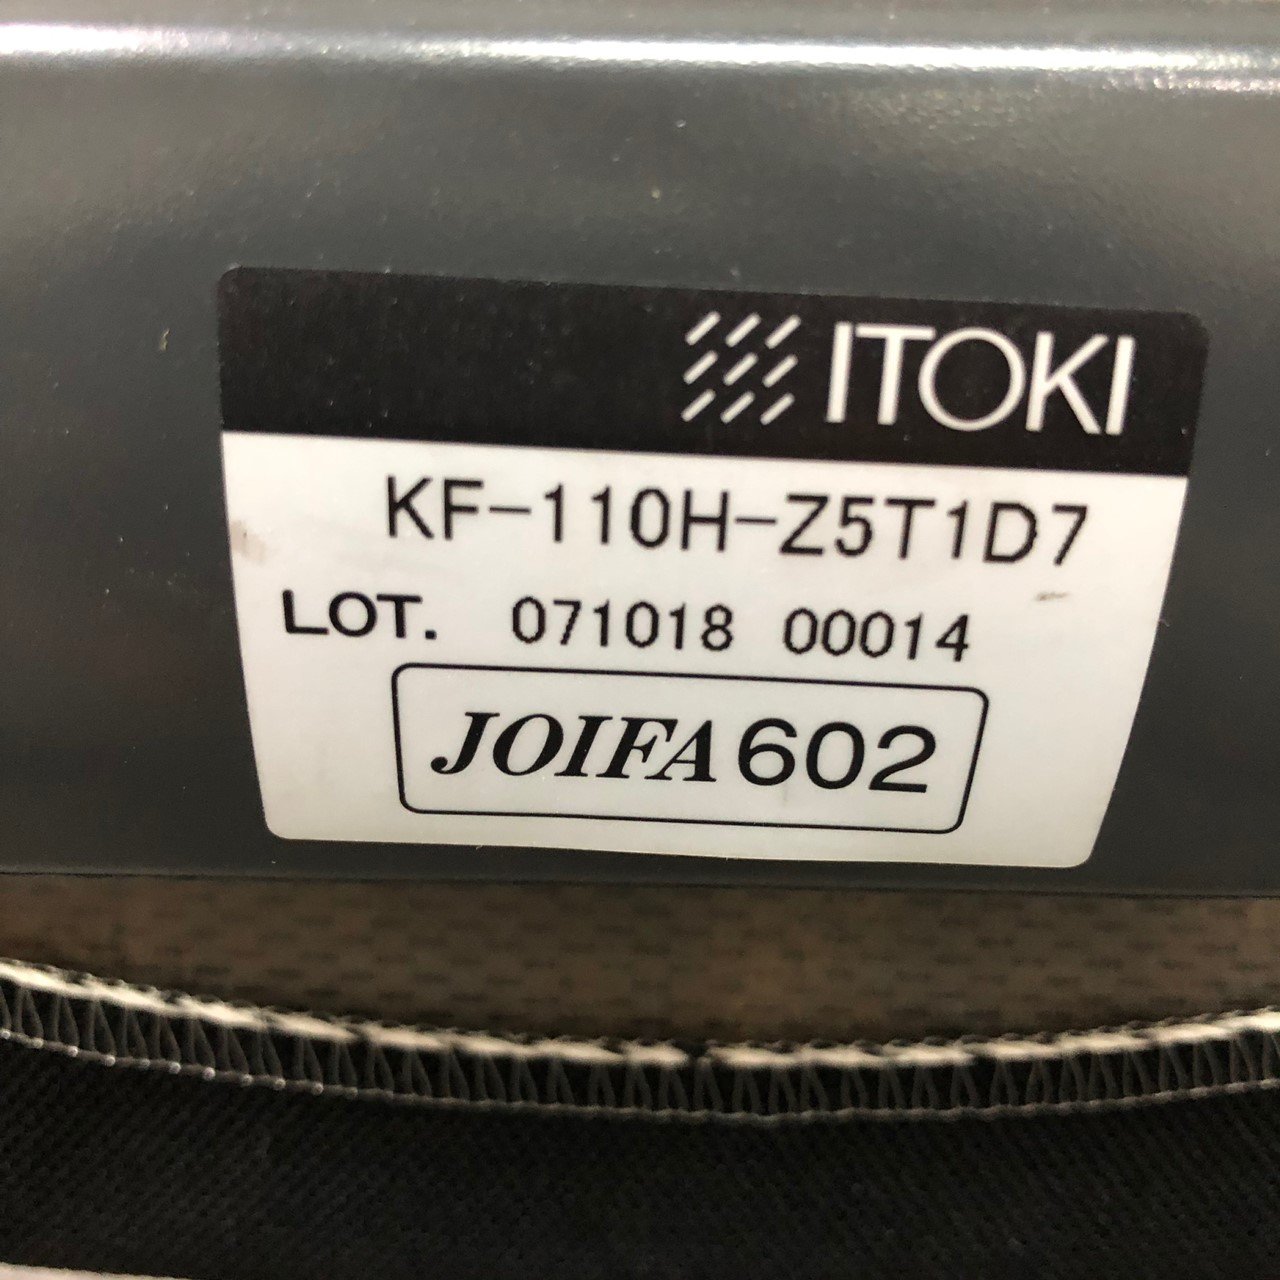 ITOKI
KF-110H-Z5T1D7
LOT. 071018 00014
JOIFA 602